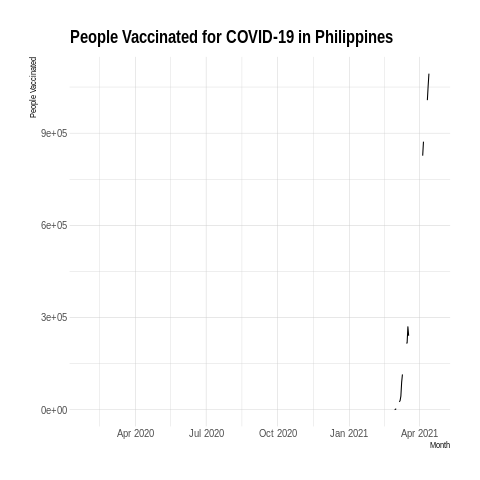 People Vaccinated for COVID-19 in Philippines
People Vaccinated
9e+05
6e+05
3e+05
0e+00
Apr 2020 Jul 2020 Oct 2020 Jan 2021 Apr 2021
Month